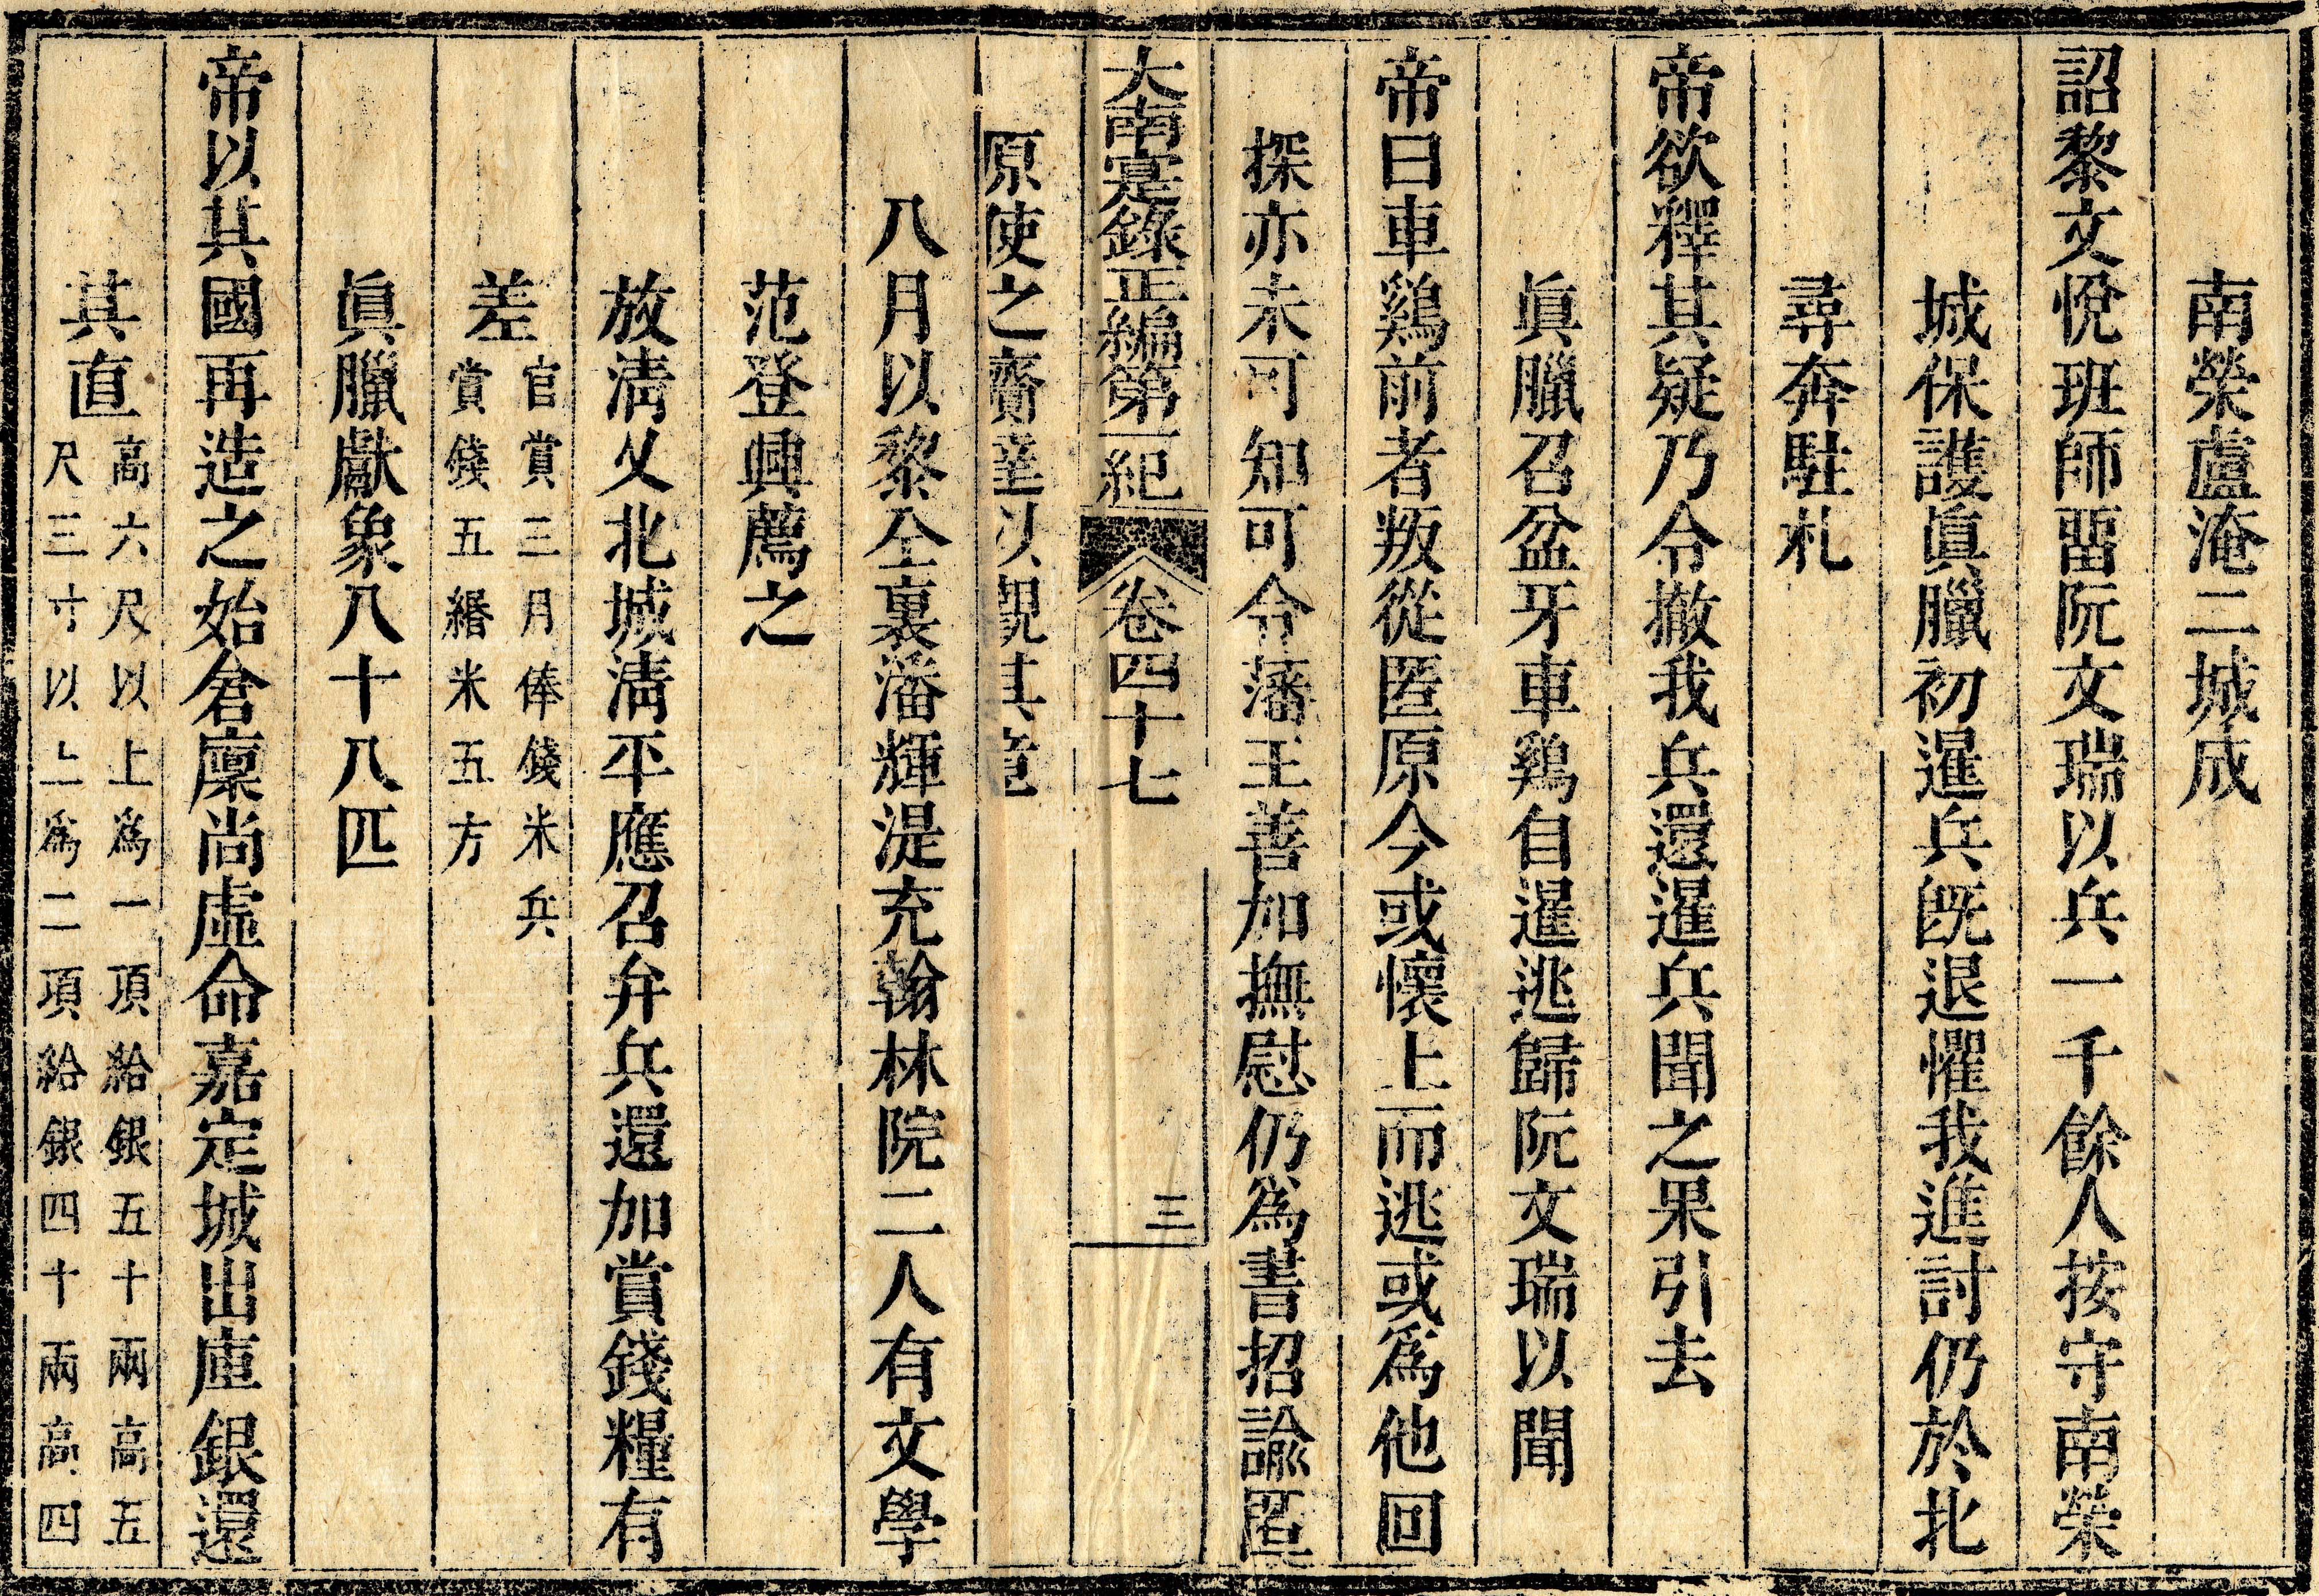 南榮蘆淹二城成
詔黎文悅班師畱阮文瑞以兵一千餘人按守南榮
城保護眞臘初暹兵旣退懼我進討仍於北
尋奔駐札
帝欲釋其疑乃令撤我兵還暹兵聞之果引去
眞臘召盆牙車鷄自暹逃歸阮文瑞以聞
帝曰車鷄前者叛從匿原今或懷上而逃或爲他回
探亦未可知可令藩王善加撫慰仍爲書招諭匿
大南寔錄正編第一紀 卷四十七 三
原使之齎達以觀其意
八月以黎仝裏潘輝湜充翰林院二人有文學
范登興薦之
放淸乂北城淸平應召弁兵還加賞錢糧有
差官賞三月俸錢米兵
賞錢五緡米五方
眞臘獻象八十八匹
帝以其國再造之始倉廩尚虛命嘉定城出庫銀還
其直高六尺以上爲一項給銀五十兩高五
尺三寸以上爲二項給銀四十兩高四